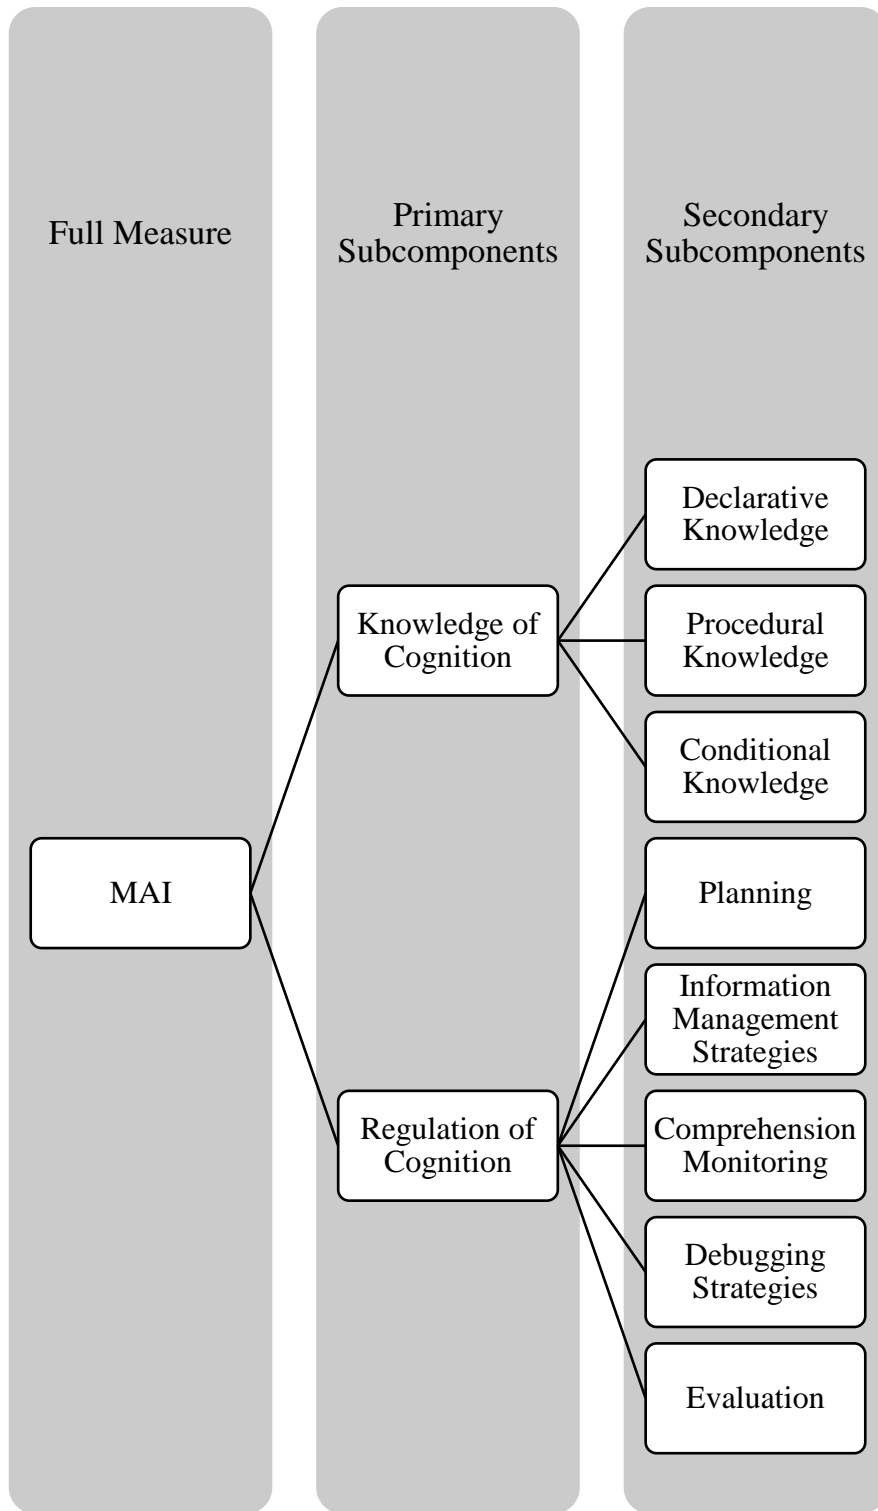 Full Measure
Primary
Subcomponents
Secondary
Subcomponents
Declarative
Knowledge
Knowledge of
Cognition
Procedural
Knowledge
Conditional
Knowledge
MAI
Planning
Information
Management
Strategies
Regulation of
Cognition
Comprehension
Monitoring
Debugging
Strategies
Evaluation